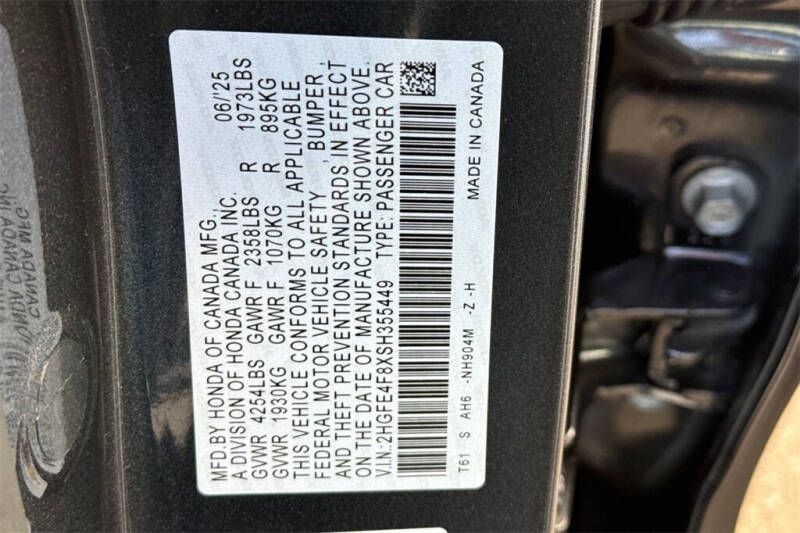 MFD.BY HONDA OF CANADA MFG., 06/'25
A DIVISION OF HONDA CANADA INC.
GVWR 4254LBS GAWR F 2358LBS R 1973LBS
GVWR 1930KG GAWR F 1070KG R 895KG
THIS VEHICLE CONFORMS TO ALL APPLICABLE
FEDERAL MOTOR VEHICLE SAFETY, BUMPER,
AND THEFT PREVENTION STANDARDS IN EFFECT
ON THE DATE OF MANUFACTURE SHOWN ABOVE.
V.I.N.:2HGFE4F8XSH355449 TYPE: PASSENGER CAR
T61 S AH6 -NH904M -Z -H
MADE IN CANADA